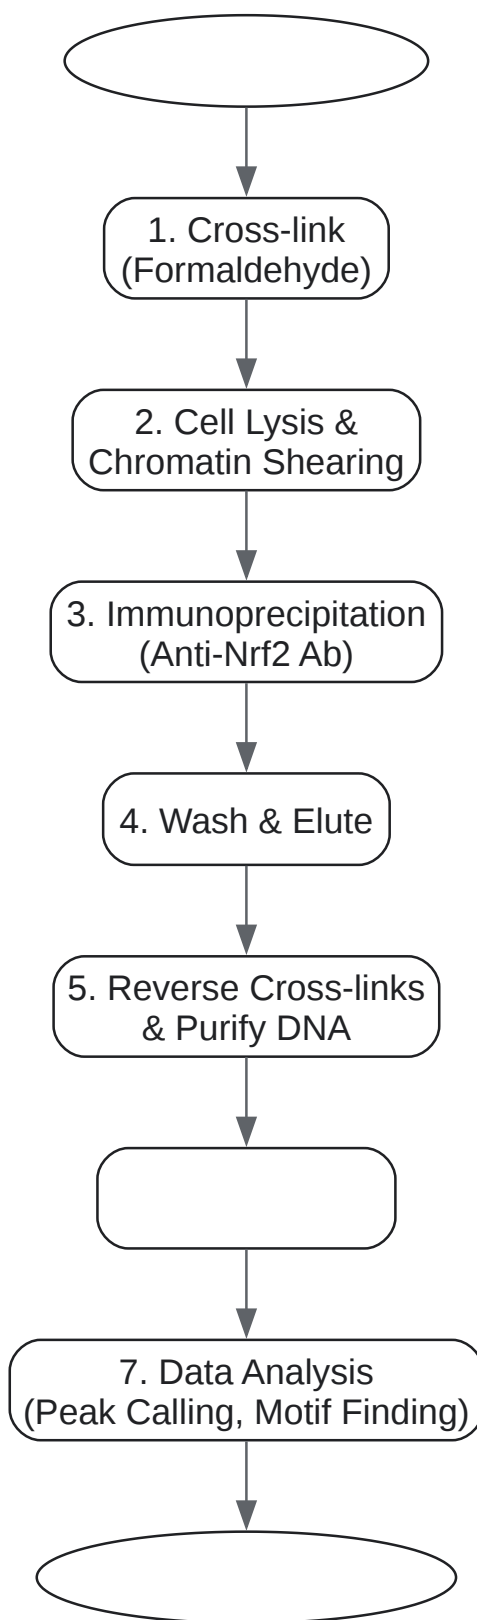 1. Cross-link
(Formaldehyde)
2. Cell Lysis &
Chromatin Shearing
3. Immunoprecipitation
(Anti-Nrf2 Ab)
4. Wash & Elute
5. Reverse Cross-links
& Purify DNA
7. Data Analysis
(Peak Calling, Motif Finding)